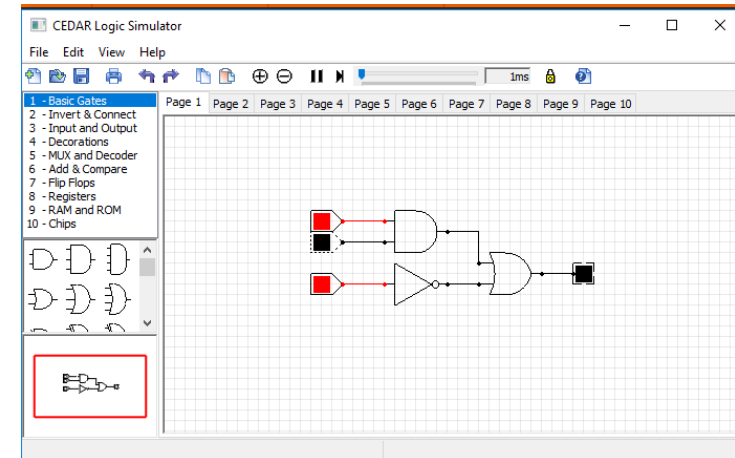 CEDAR Logic Simulator
File Edit View Help
1ms
1 - Basic Gates
2 - Invert & Connect
3 - Input and Output
4 - Decorations
5 - MUX and Decoder
6 - Add & Compare
7 - Flip Flops
8 - Registers
9 - RAM and ROM
10 - Chips
Page 1 Page 2 Page 3 Page 4 Page 5 Page 6 Page 7 Page 8 Page 9 Page 10